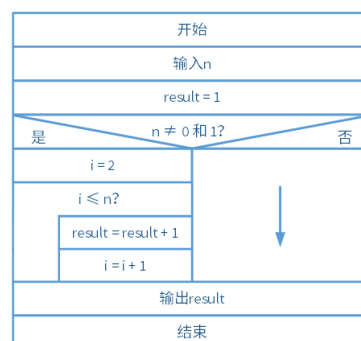 开始
输入n
result = 1
n ≠ 0 和 1?
是
否
i = 2
i ⩽ n?
result = result + 1
i = i + 1
输出result
结束